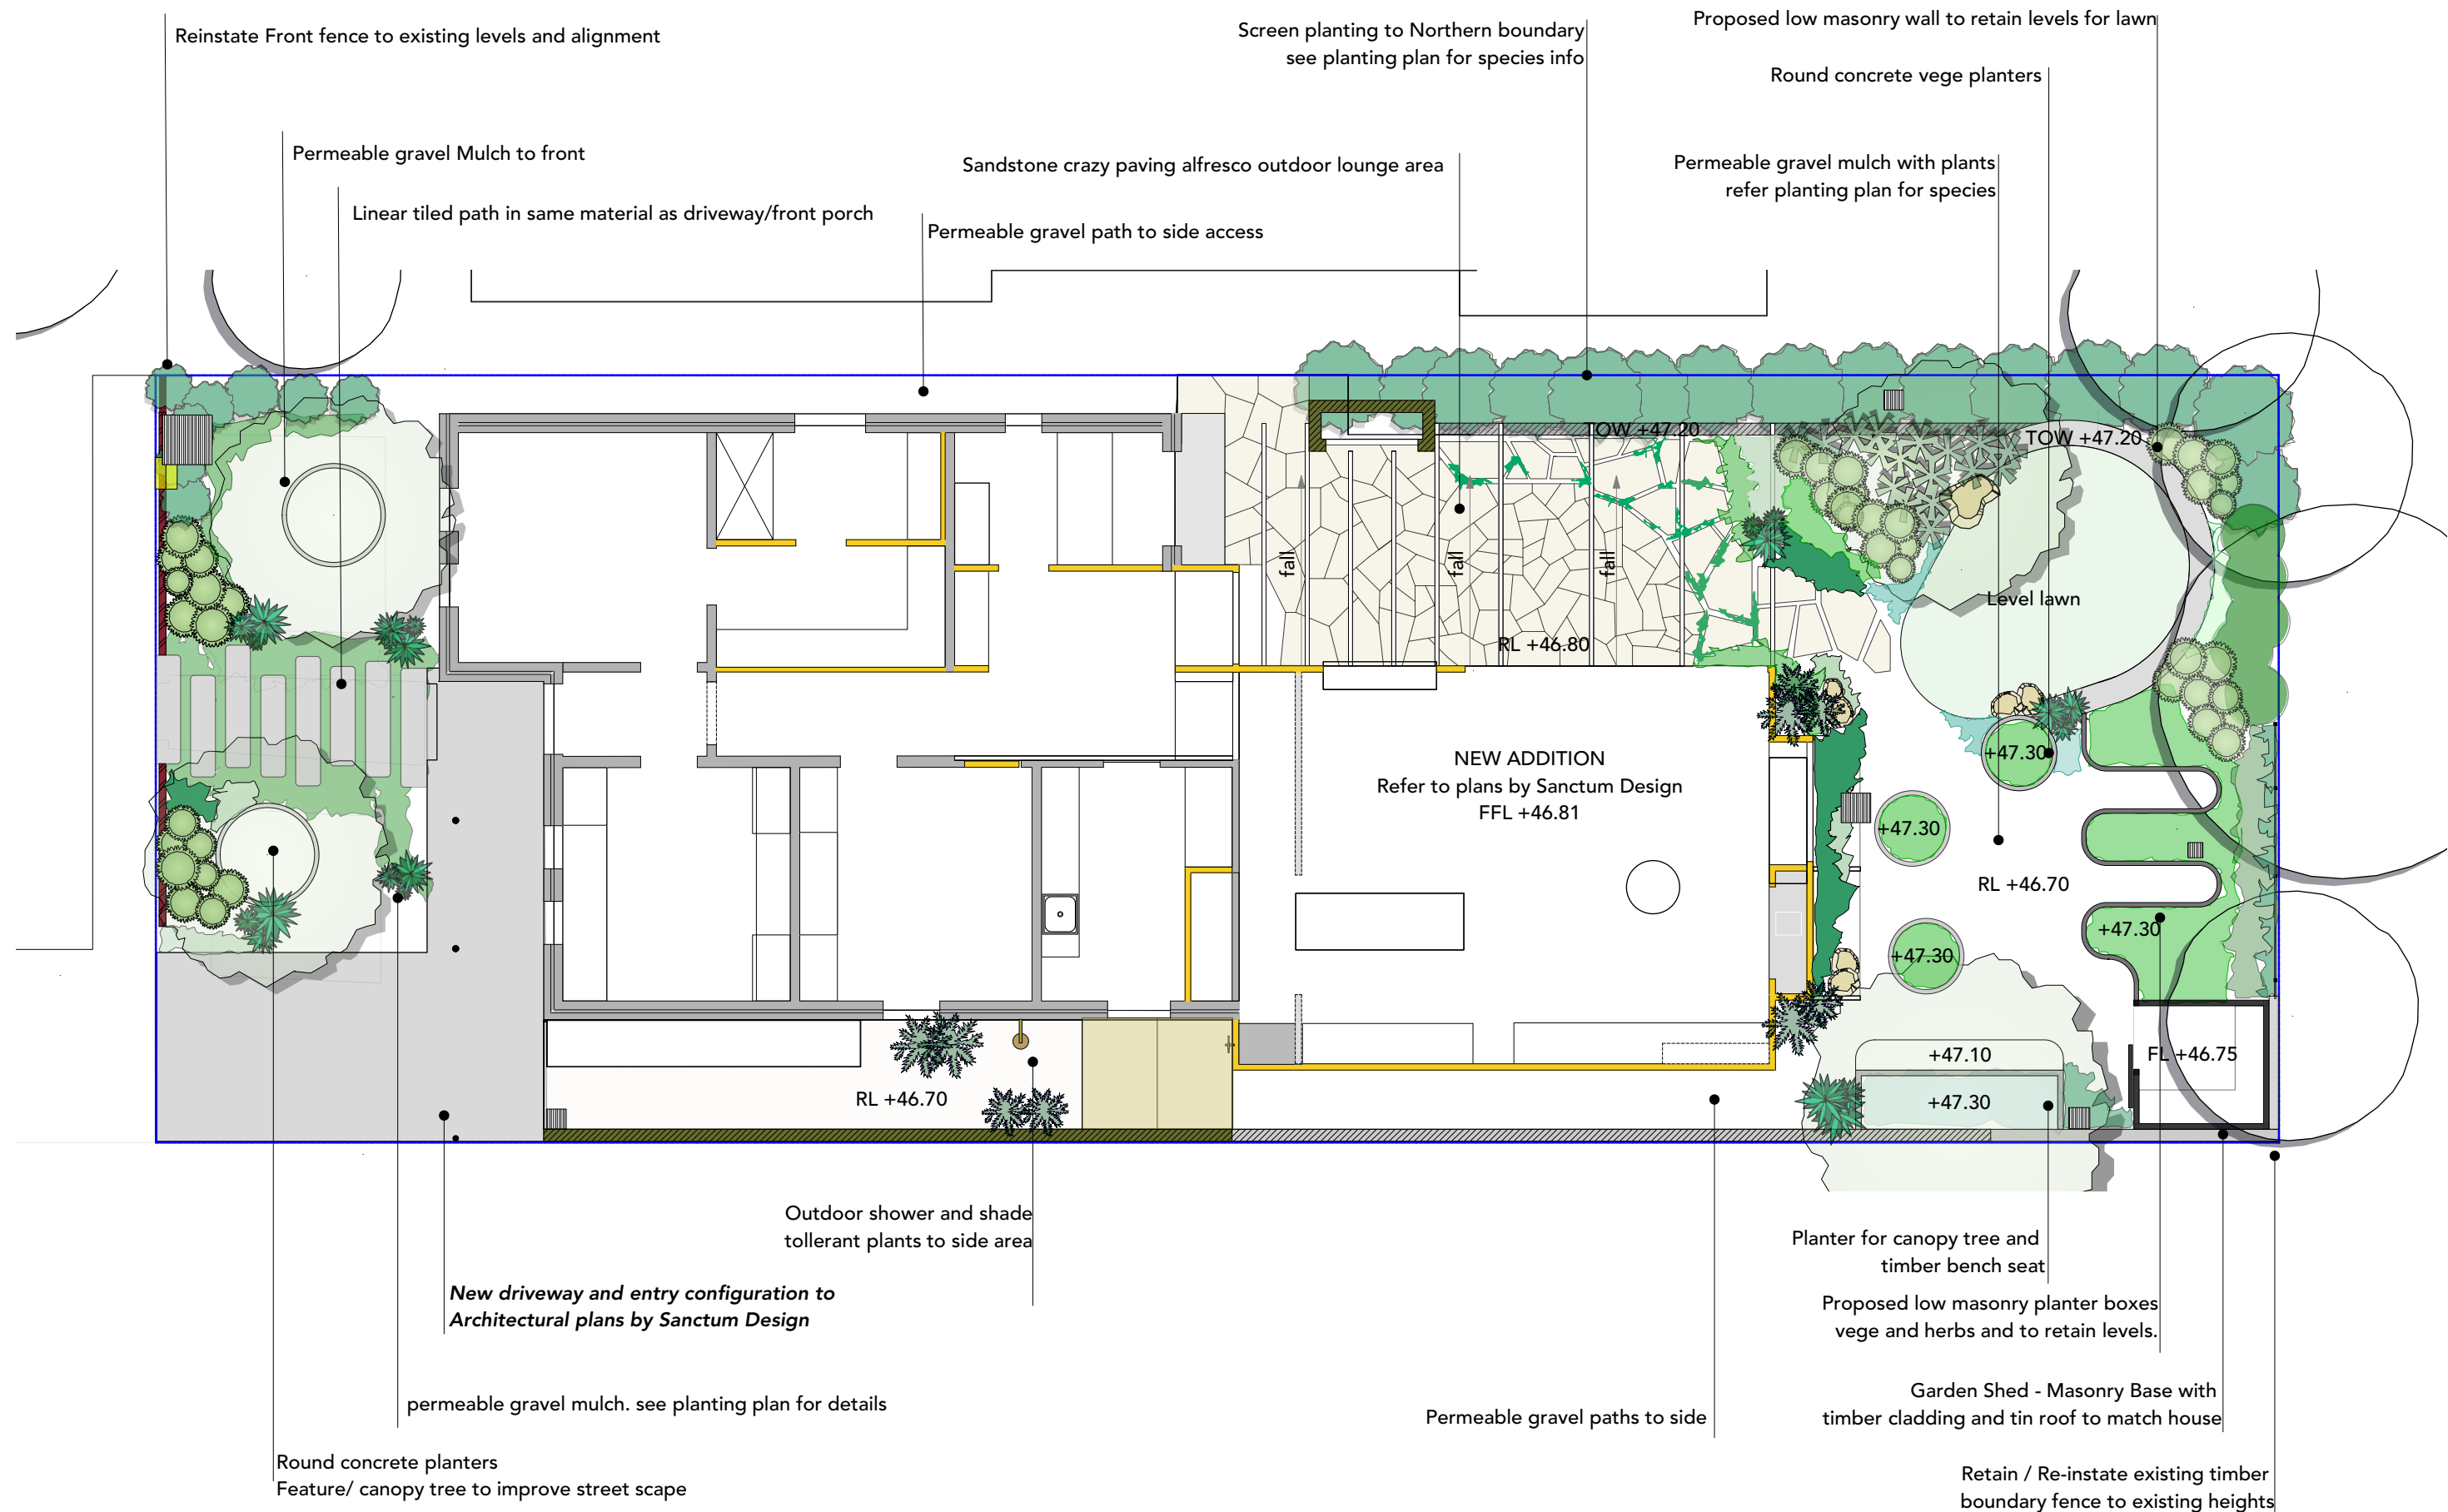 Reinstate Front fence to existing levels and alignment
Screen planting to Northern boundary
see planting plan for species info
Proposed low masonry wall to retain levels for lawn
Round concrete vege planters
Permeable gravel Mulch to front
Sandstone crazy paving alfresco outdoor lounge area
Permeable gravel mulch with plants
refer planting plan for species
Linear tiled path in same material as driveway/front porch
Permeable gravel path to side access
TOW +47.20
TOW +47.20
fall
fall
fall
Level lawn
RL +46.80
NEW ADDITION
Refer to plans by Sanctum Design
FFL +46.81
+47.30
+47.30
RL +46.70
+47.30
+47.30
+47.10
FL +46.75
+47.30
RL +46.70
Outdoor shower and shade
tollerant plants to side area
Planter for canopy tree and
timber bench seat
New driveway and entry configuration to
Architectural plans by Sanctum Design
Proposed low masonry planter boxes
vege and herbs and to retain levels.
permeable gravel mulch. see planting plan for details
Permeable gravel paths to side
Garden Shed - Masonry Base with
timber cladding and tin roof to match house
Round concrete planters
Feature/ canopy tree to improve street scape
Retain / Re-instate existing timber
boundary fence to existing heights